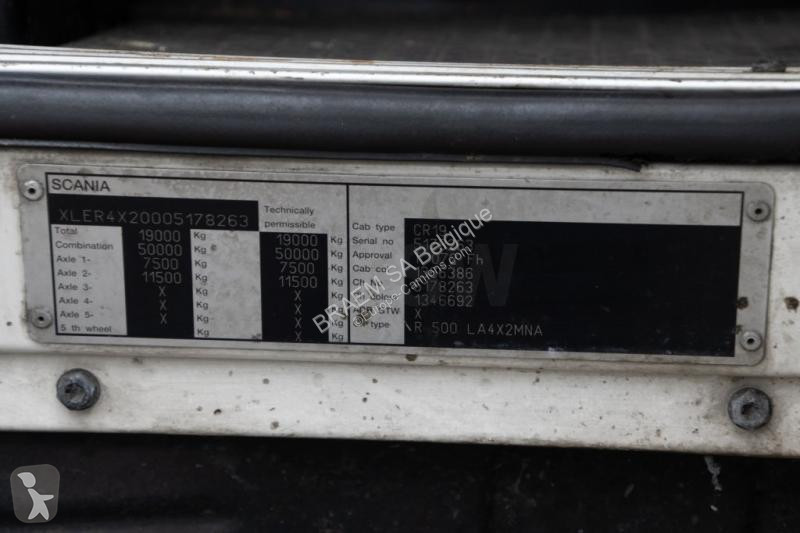 SCANIA
XLER4X20005178263
Technically
permissible
Total 19000 Kg 19000 Kg
Combination 50000 Kg 50000 Kg
Axle 1- 7500 Kg 7500 Kg
Axle 2- 11500 Kg 11500 Kg
Axle 3- X Kg X Kg
Axle 4- X Kg X Kg
Axle 5- X Kg X Kg
5 th wheel Kg X Kg
Cab type CR19
Serial no
Approval
Cab
Ch. 178263
1346692
STW X
type R 500 LA4X2MNA
BRAEM SA Belgique
Camions.com